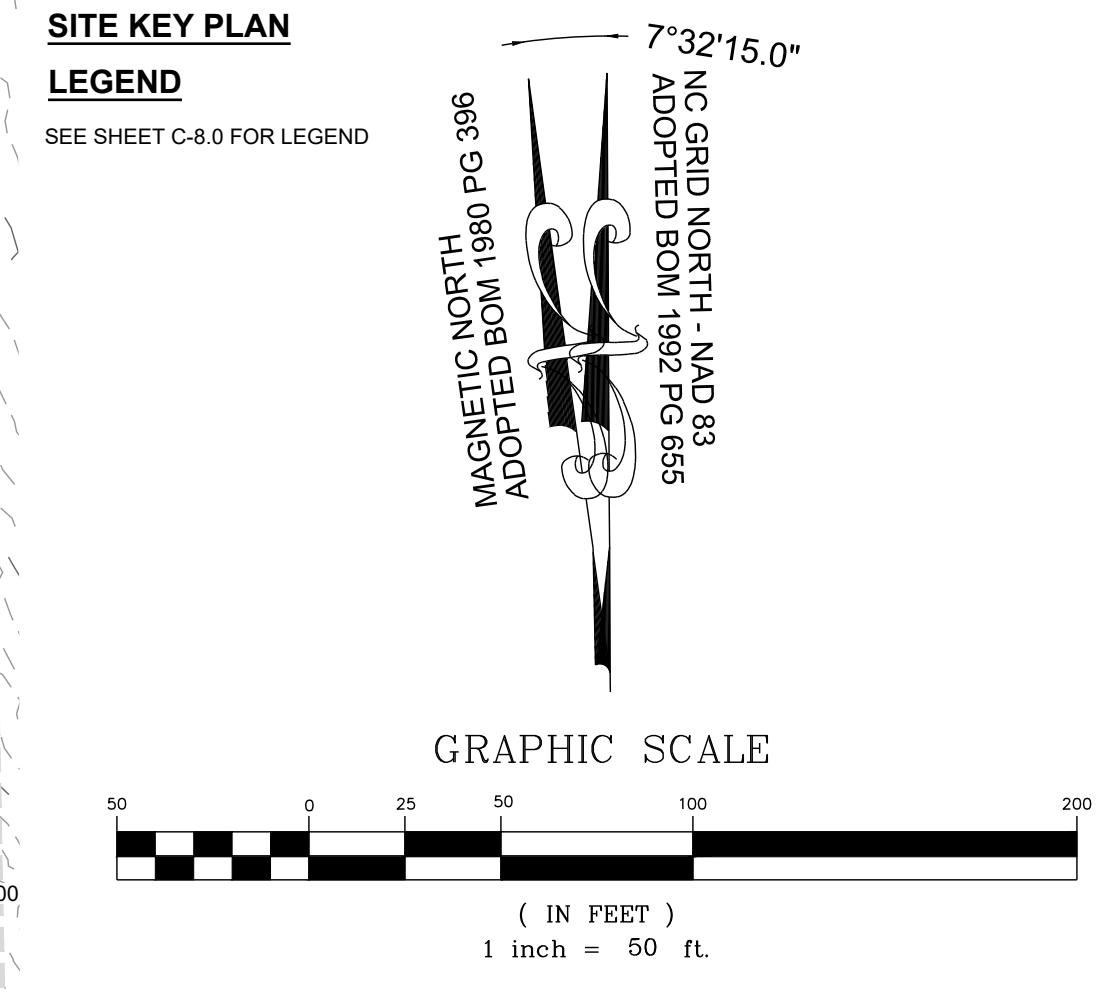 SITE KEY PLAN
LEGEND
SEE SHEET C-8.0 FOR LEGEND
7°32'15.0"
MAGNETIC NORTH
ADOPTED BOM 1980 PG 396
NC GRID NORTH - NAD 83
ADOPTED BOM 1992 PG 655
GRAPHIC SCALE
50 0 25 50 100 200
00
( IN FEET )
1 inch = 50 ft.